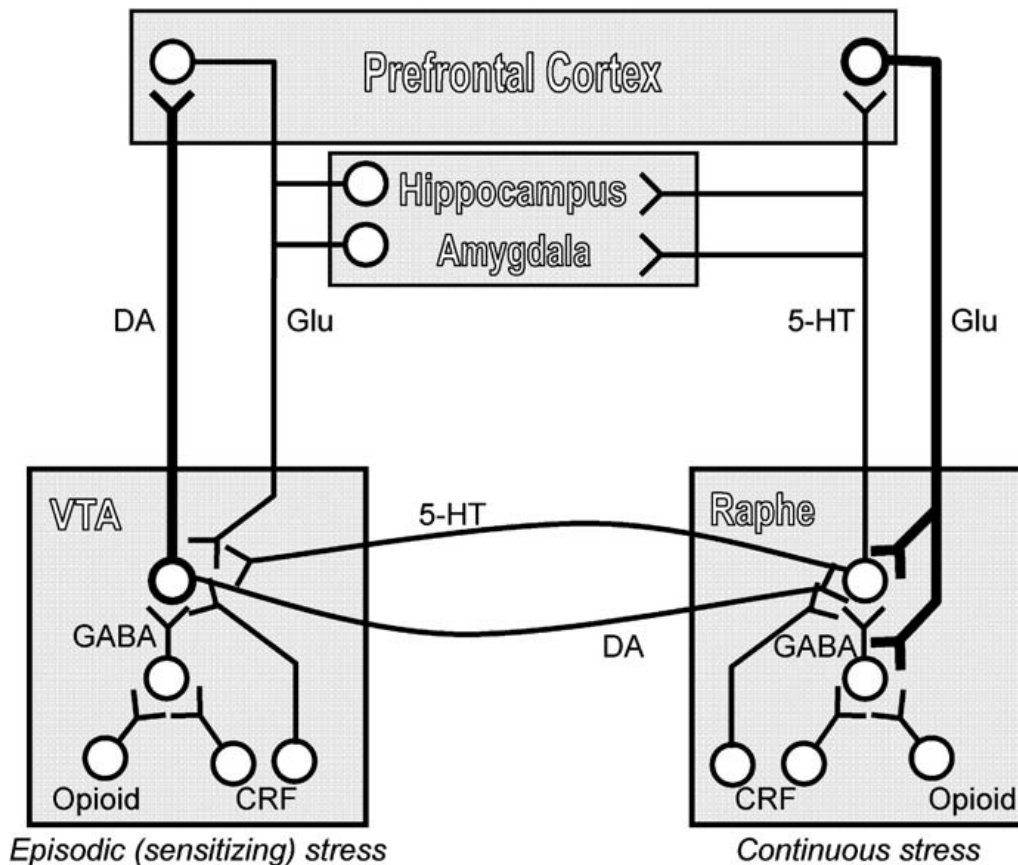 Prefrontal Cortex
Hippocampus
Amygdala
DA
Glu
5-HT
Glu
VTA
5-HT
Raphe
GABA
DA
GABA
Opioid
CRF
CRF
Opioid
Episodic (sensitizing) stress
Continuous stress